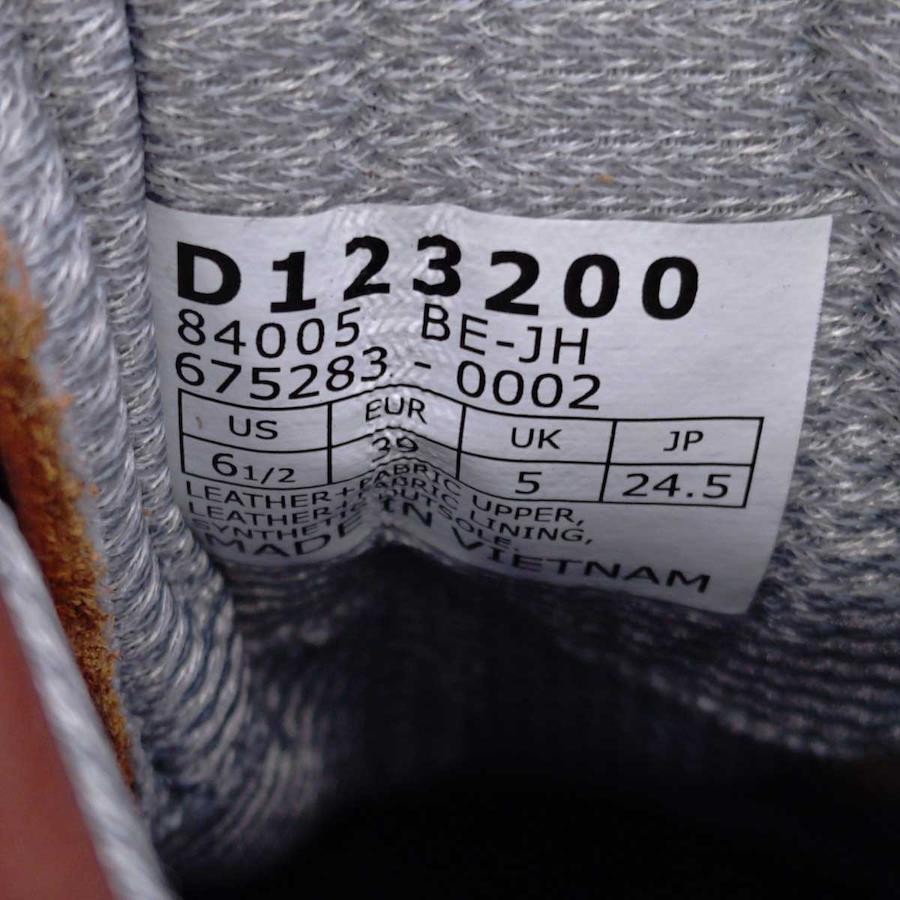 D123200
84005 BE-JH
675283-0002
US EUR UK JP
6 1/2 39 5 24.5
LEATHER+FABRIC UPPER,
LEATHER+FABRIC LINING,
SYNTHETIC OUTSOLE.
MADE IN VIETNAM